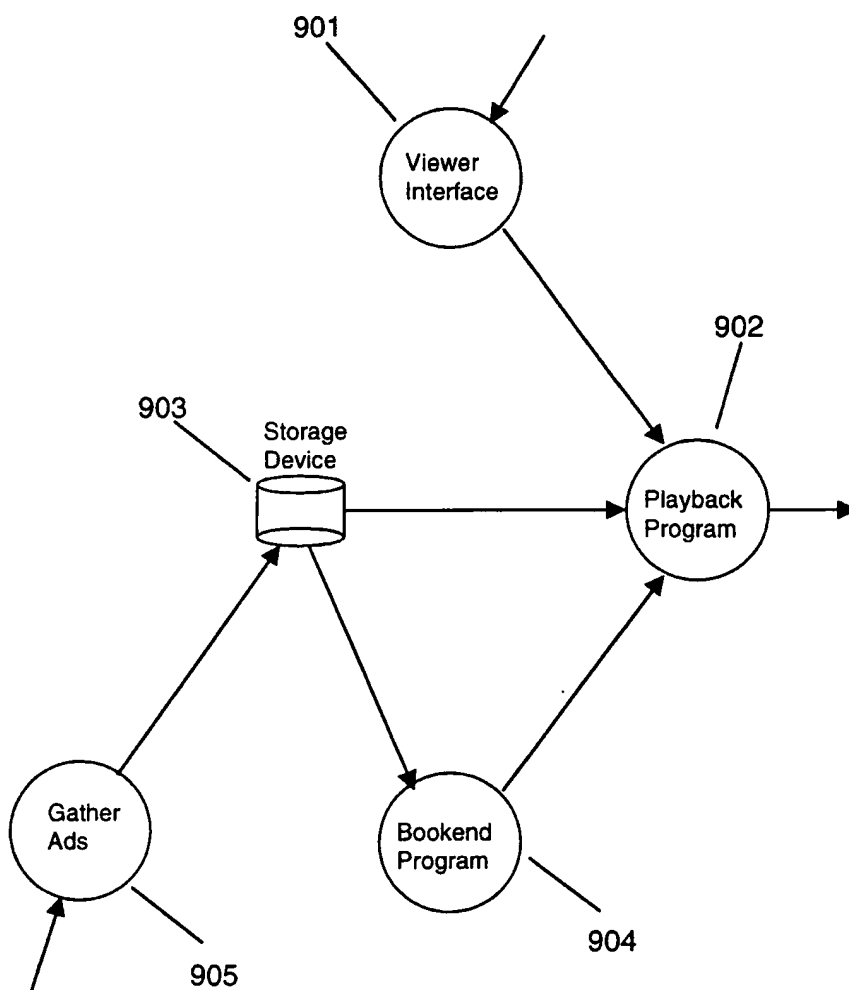 901
Viewer
Interface
902
903
Storage
Device
Playback
Program
Gather
Ads
Bookend
Program
904
905